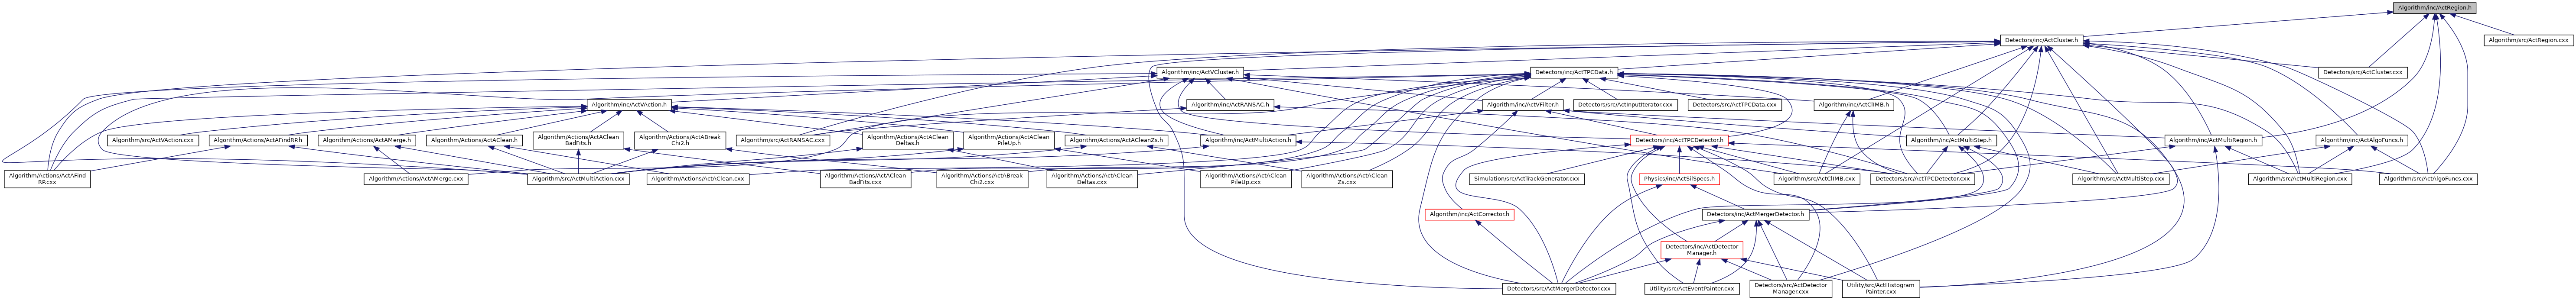 Algorithm/inc/ActRegion.h
Detectors/inc/ActCluster.h
Algorithm/src/ActRegion.cxx
Algorithm/inc/ActVCluster.h
Detectors/inc/ActTPCData.h
Detectors/src/ActCluster.cxx
Algorithm/inc/ActVAction.h
Algorithm/inc/ActRANSAC.h
Algorithm/inc/ActVFilter.h
Detectors/src/ActInputIterator.cxx
Detectors/src/ActTPCData.cxx
Algorithm/inc/ActClIMB.h
Algorithm/src/ActVAction.cxx
Algorithm/Actions/ActAFindRP.h
Algorithm/Actions/ActAMerge.h
Algorithm/Actions/ActAClean.h
Algorithm/Actions/ActAClean
BadFits.h
Algorithm/Actions/ActABreak
Chi2.h
Algorithm/src/ActRANSAC.cxx
Algorithm/Actions/ActAClean
Deltas.h
Algorithm/Actions/ActAClean
PileUp.h
Algorithm/Actions/ActACleanZs.h
Algorithm/inc/ActMultiAction.h
Detectors/inc/ActTPCDetector.h
Algorithm/inc/ActMultiStep.h
Algorithm/inc/ActMultiRegion.h
Algorithm/inc/ActAlgoFuncs.h
Algorithm/Actions/ActAFind
RP.cxx
Algorithm/Actions/ActAMerge.cxx
Algorithm/src/ActMultiAction.cxx
Algorithm/Actions/ActAClean.cxx
Algorithm/Actions/ActAClean
BadFits.cxx
Algorithm/Actions/ActABreak
Chi2.cxx
Algorithm/Actions/ActAClean
Deltas.cxx
Algorithm/Actions/ActAClean
PileUp.cxx
Algorithm/Actions/ActAClean
Zs.cxx
Simulation/src/ActTrackGenerator.cxx
Physics/inc/ActSilSpecs.h
Algorithm/src/ActClIMB.cxx
Detectors/src/ActTPCDetector.cxx
Algorithm/src/ActMultiStep.cxx
Algorithm/src/ActMultiRegion.cxx
Algorithm/src/ActAlgoFuncs.cxx
Algorithm/inc/ActCorrector.h
Detectors/inc/ActMergerDetector.h
Detectors/inc/ActDetector
Manager.h
Detectors/src/ActMergerDetector.cxx
Utility/src/ActEventPainter.cxx
Detectors/src/ActDetector
Manager.cxx
Utility/src/ActHistogram
Painter.cxx